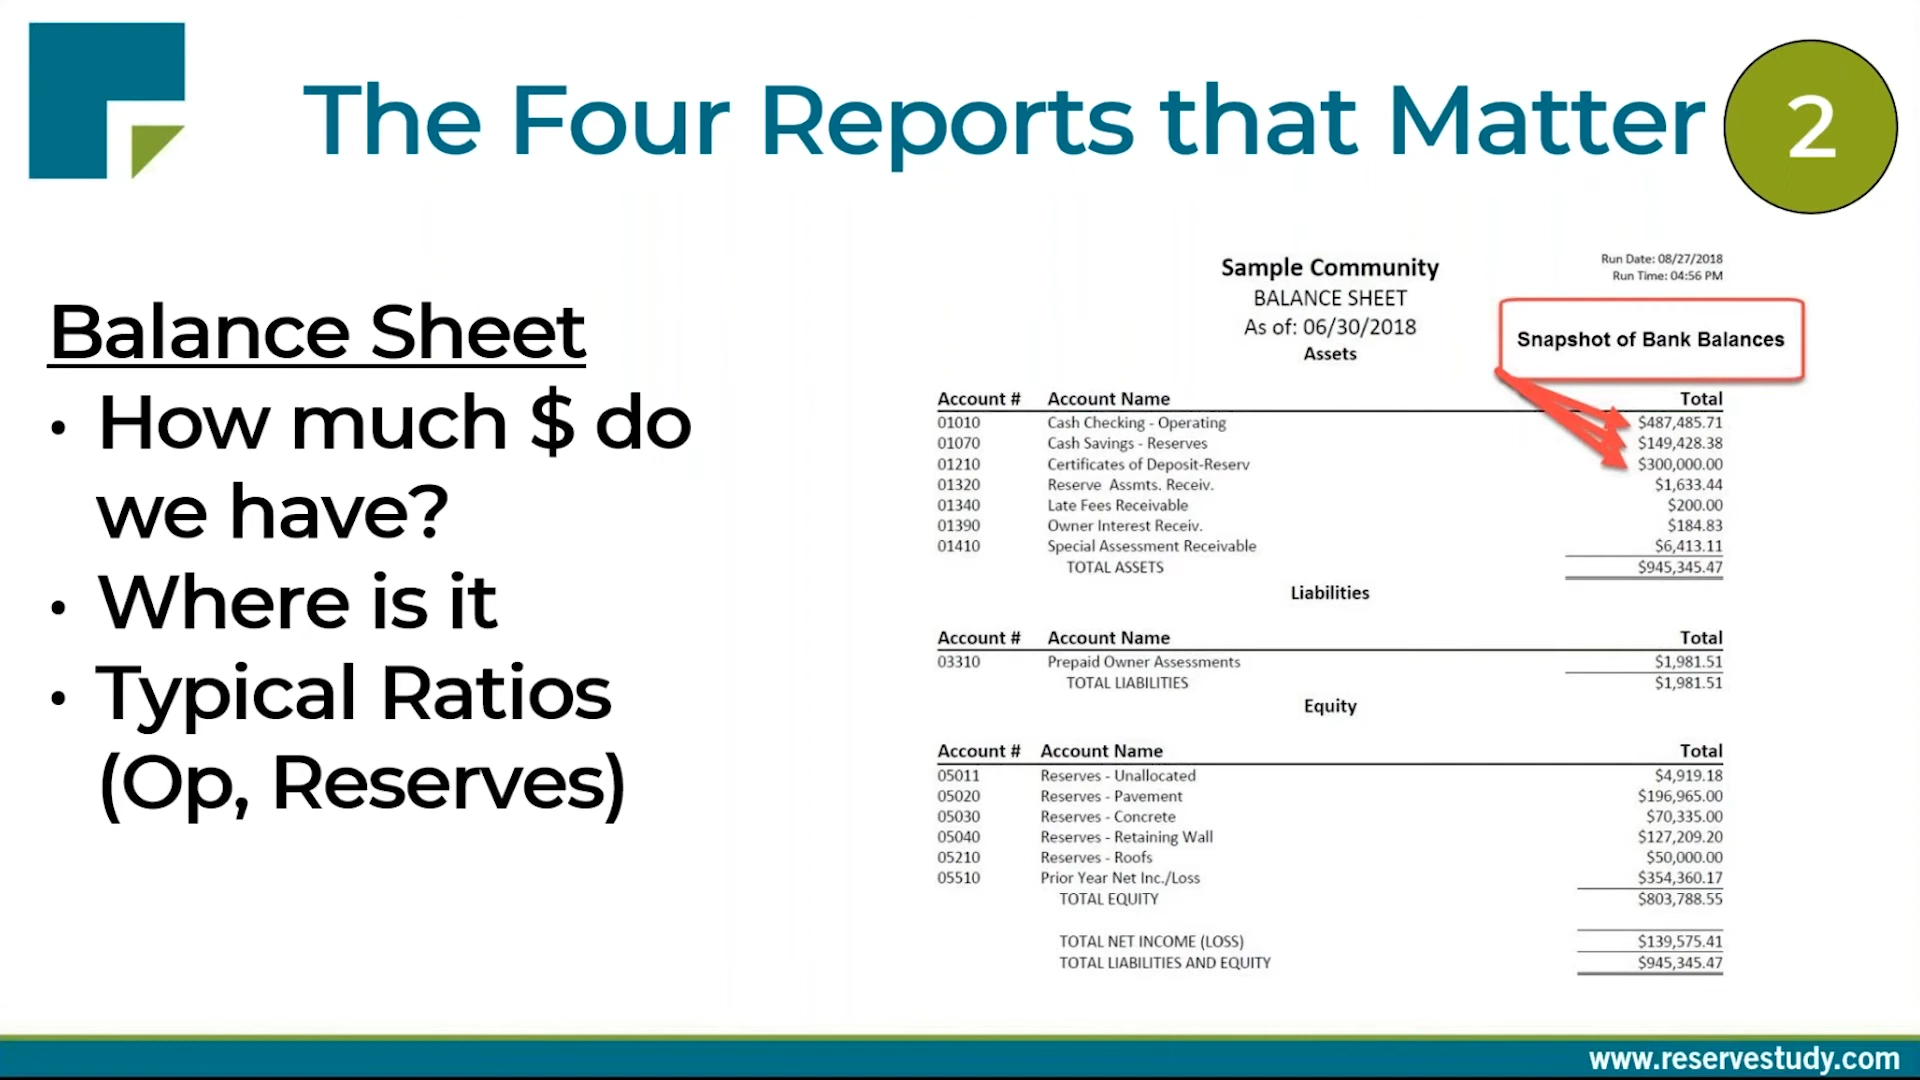 The Four Reports that Matter
2
Balance Sheet
• How much $ do
we have?
• Where is it
• Typical Ratios
(Op, Reserves)
Sample Community
BALANCE SHEET
As of: 06/30/2018
Assets
Run Date: 08/27/2018
Run Time: 04:56 PM
Snapshot of Bank Balances
Account # Account Name Total
01010 Cash Checking - Operating $487,485.71
01070 Cash Savings - Reserves $149,428.38
01210 Certificates of Deposit-Reserv $300,000.00
01320 Reserve Assmts. Receiv. $1,633.44
01340 Late Fees Receivable $200.00
01390 Owner Interest Receiv. $184.83
01410 Special Assessment Receivable $6,413.11
TOTAL ASSETS $945,345.47
Liabilities
Account # Account Name Total
03310 Prepaid Owner Assessments $1,981.51
TOTAL LIABILITIES $1,981.51
Equity
Account # Account Name Total
05011 Reserves - Unallocated $4,919.18
05020 Reserves - Pavement $196,965.00
05030 Reserves - Concrete $70,335.00
05040 Reserves - Retaining Wall $127,209.20
05210 Reserves - Roofs $50,000.00
05510 Prior Year Net Inc./Loss $354,360.17
TOTAL EQUITY $803,788.55
TOTAL NET INCOME (LOSS) $139,575.41
TOTAL LIABILITIES AND EQUITY $945,345.47
www.reservestudy.com